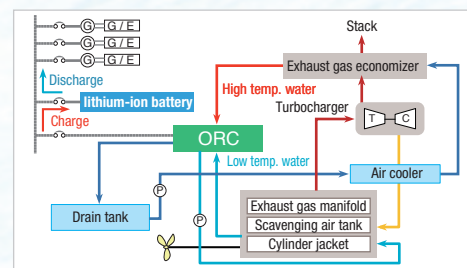 Stack
G G / E
G G / E
G G / E
Exhaust gas economizer
Discharge
High temp. water
lithium-ion battery
Turbocharger
Charge
T C
ORC
Low temp. water
Air cooler
P
Drain tank
P
Exhaust gas manifold
Scavenging air tank
Cylinder jacket